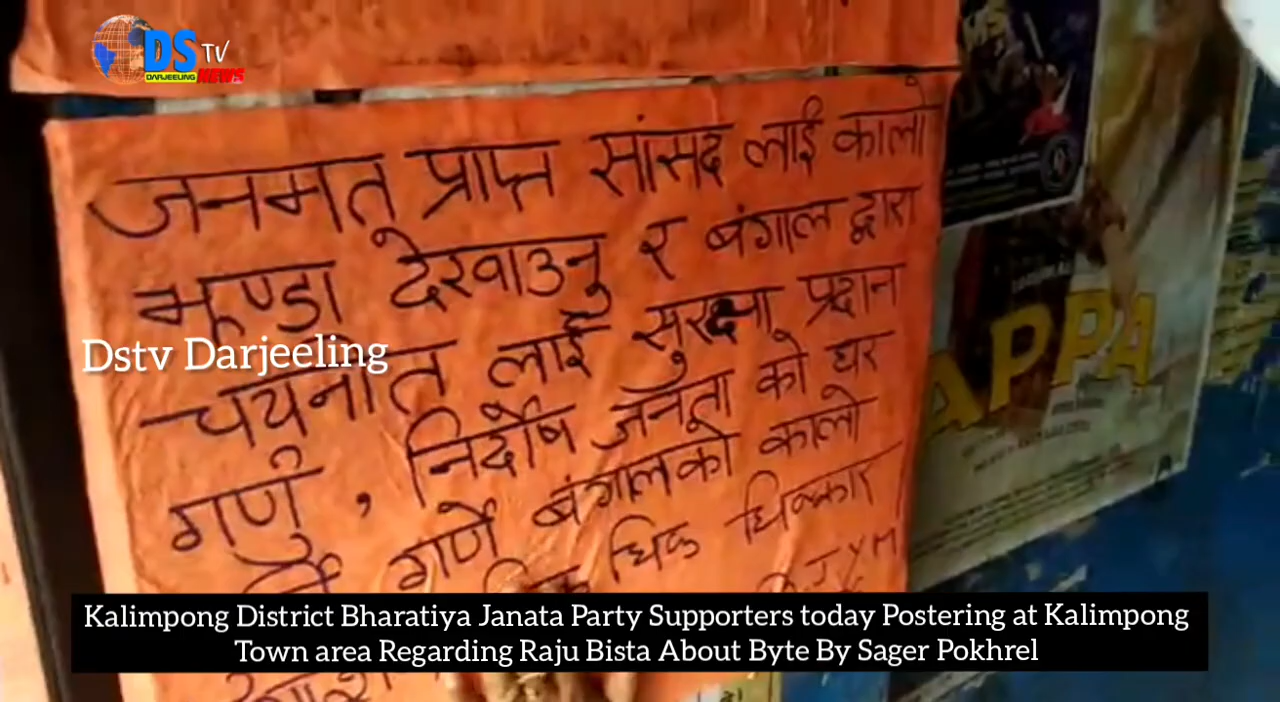 DS TV
DARJEELING NEWS
जनमत प्राप्त सांसद लाई कालो
झण्डा देखाउनु र बंगाल द्वारा
चयनीत लाई सुरक्षा प्रदान
गर्णु , निर्दोष जनता को घर
गर्णे बंगालको कालो
धिक धिक्कार
G.J.Y.M
APPA
Dstv Darjeeling
Kalimpong District Bharatiya Janata Party Supporters today Postering at Kalimpong
Town area Regarding Raju Bista About Byte By Sager Pokhrel